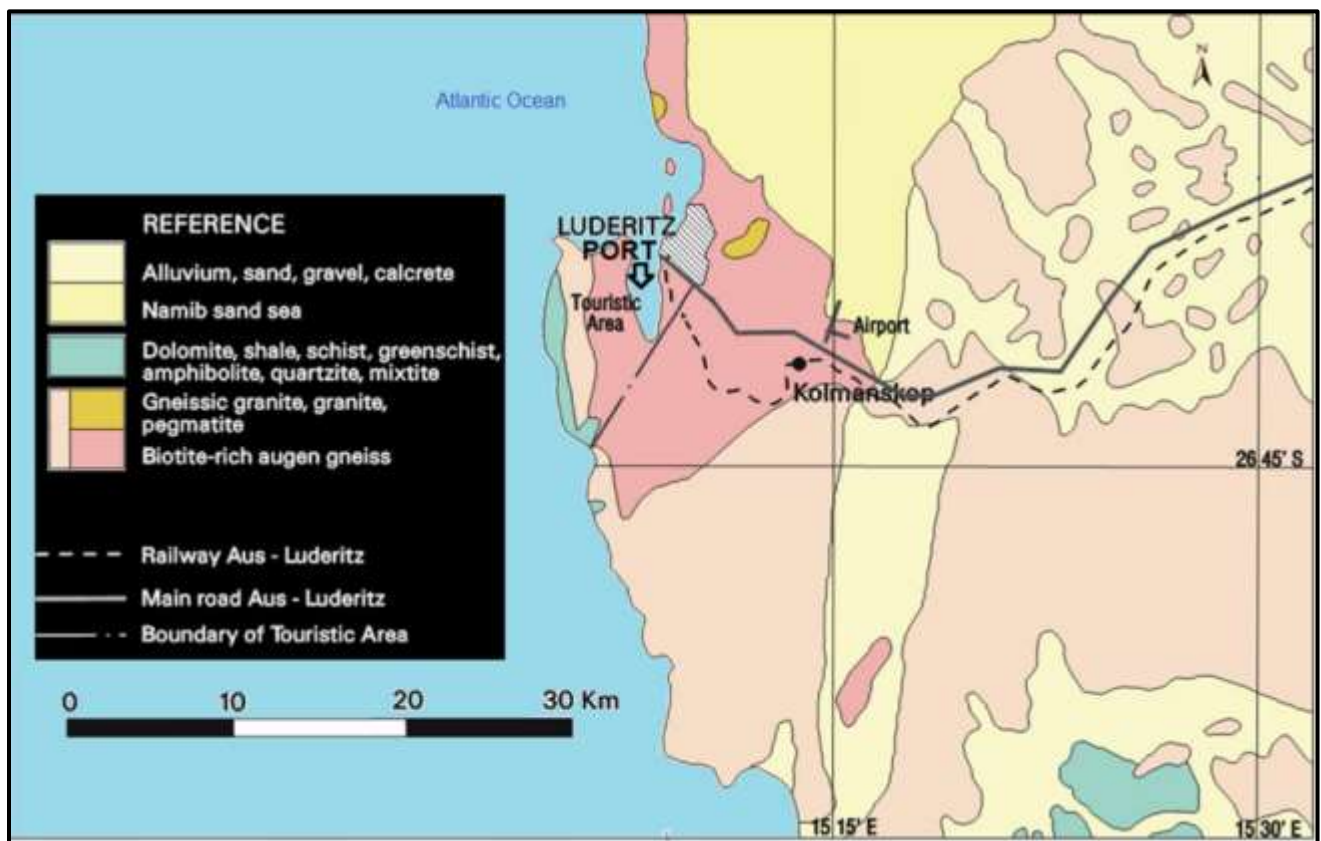 Atlantic Ocean
N
REFERENCE
Alluvium, sand, gravel, calcrete
Namib sand sea
Dolomite, shale, schist, greenschist,
amphibolite, quartzite, mixtite
Gneissic granite, granite,
pegmatite
Biotite-rich augen gneiss
Railway Aus - Luderitz
Main road Aus - Luderitz
Boundary of Touristic Area
0 10 20 30 Km
LUDERITZ
PORT
Touristic
Area
Airport
Kolmanskop
26 45' S
15 15' E
15 30' E